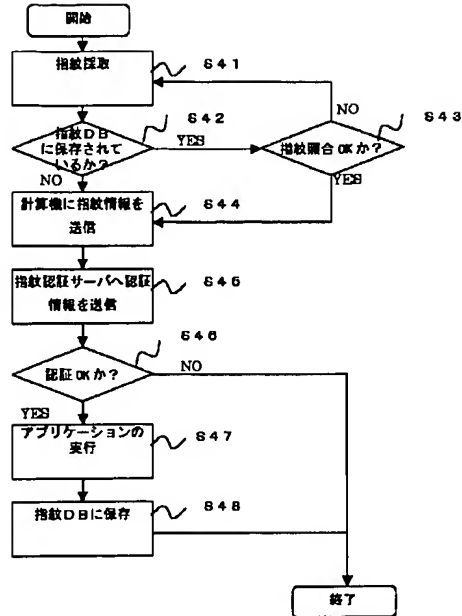 開始
指紋採取
S41
指紋DB
に保存されて
いるか?
S42
YES
NO
指紋照合OKか?
S43
NO
YES
計算機に指紋情報を
送信
S44
指紋認証サーバへ認証
情報を送信
S45
認証OKか?
S46
NO
YES
アプリケーションの
実行
S47
指紋DBに保存
S48
終了